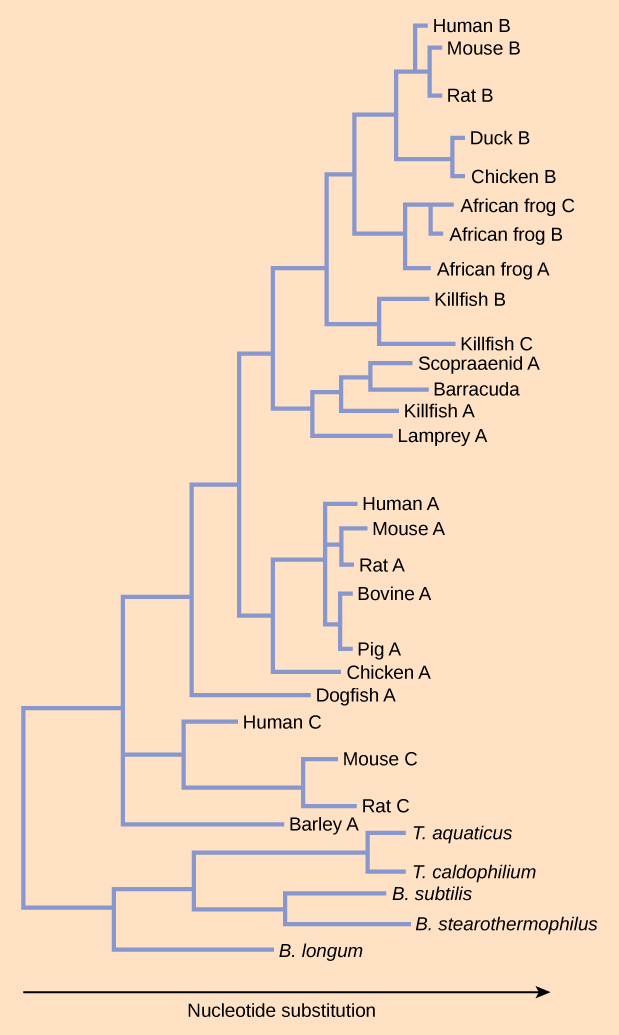 Human B
Mouse B
Rat B
Duck B
Chicken B
African frog C
African frog B
African frog A
Killfish B
Killfish C
Scopraaenid A
Barracuda
Killfish A
Lamprey A
Human A
Mouse A
Rat A
Bovine A
Pig A
Chicken A
Dogfish A
Human C
Mouse C
Rat C
Barley A
T. aquaticus
T. caldophilium
B. subtilis
B. stearothermophilus
B. longum
Nucleotide substitution